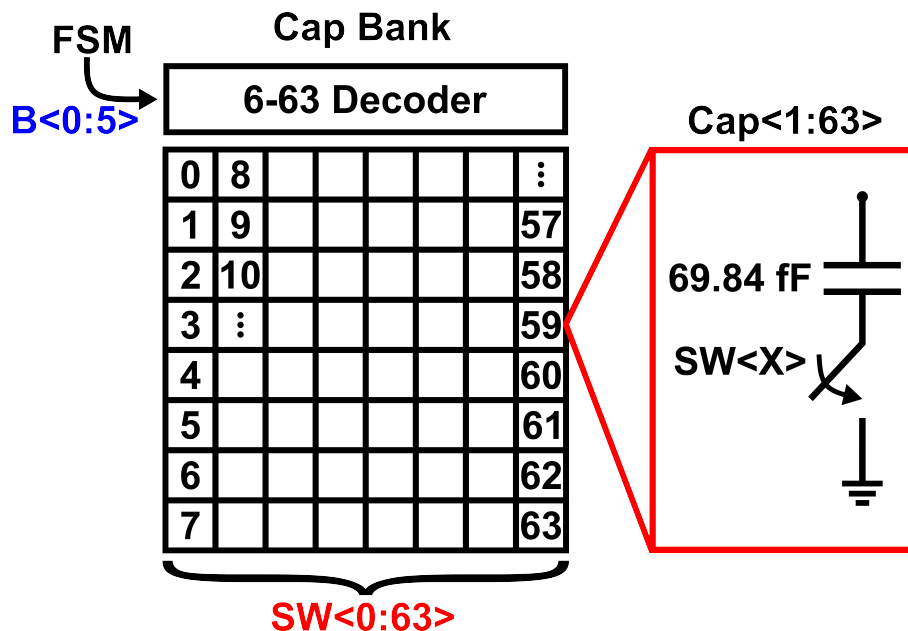 Cap Bank
FSM
6-63 Decoder
B<0:5>
Cap<1:63>
0 8 ⋮
1 9 57
2 10 58
3 ⋮ 59
4 60
5 61
6 62
7 63
69.84 fF
SW<X>
SW<0:63>